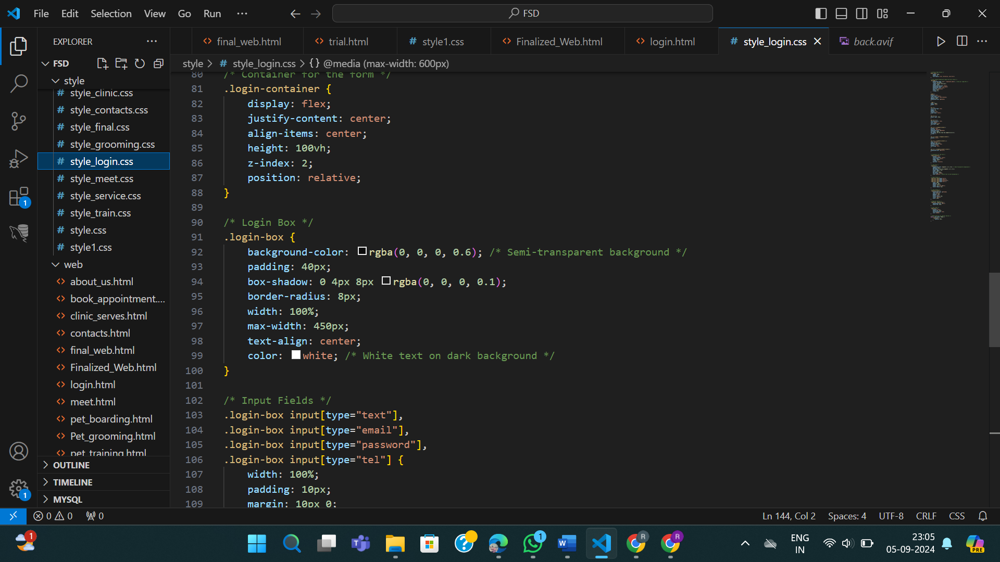 File Edit Selection View Go Run ···
FSD
EXPLORER ···
final_web.html
trial.html
# style1.css
Finalized_Web.html
login.html
# style_login.css
back.avif
FSD
style > # style_login.css > {} @media (max-width: 600px)
style
# style_clinic.css
# style_contacts.css
# style_final.css
# style_grooming.css
# style_login.css
# style_meet.css
# style_service.css
# style_train.css
# style.css
# style1.css
web
<> about_us.html
<> book_appointment....
<> clinic_serves.html
<> contacts.html
<> final_web.html
<> Finalized_Web.html
<> login.html
<> meet.html
<> pet_boarding.html
<> Pet_grooming.html
<> pet_training.html
OUTLINE
TIMELINE
MYSQL
1
1
80 /* Container for the form */
81 .login-container {
82 display: flex;
83 justify-content: center;
84 align-items: center;
85 height: 100vh;
86 z-index: 2;
87 position: relative;
88 }
89
90 /* Login Box */
91 .login-box {
92 background-color: rgba(0, 0, 0, 0.6); /* Semi-transparent background */
93 padding: 40px;
94 box-shadow: 0 4px 8px rgba(0, 0, 0, 0.1);
95 border-radius: 8px;
96 width: 100%;
97 max-width: 450px;
98 text-align: center;
99 color: white; /* White text on dark background */
100 }
101
102 /* Input Fields */
103 .login-box input[type="text"],
104 .login-box input[type="email"],
105 .login-box input[type="password"],
106 .login-box input[type="tel"] {
107 width: 100%;
108 padding: 10px;
109 margin: 10px 0;
0 0 0
Ln 144, Col 2 Spaces: 4 UTF-8 CRLF CSS
1
1
W
R
R
ENG
IN
23:05
05-09-2024
PRE